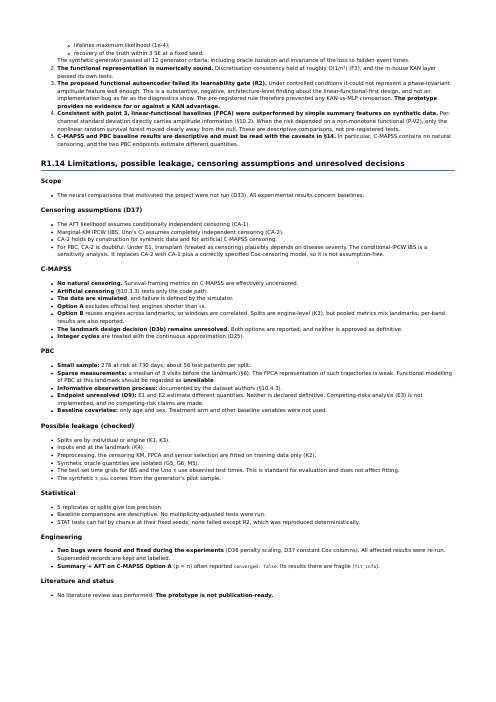 lifelines maximum likelihood (1e-4);
recovery of the truth within 3 SE at a fixed seed.
The synthetic generator passed all 12 generator criteria, including oracle isolation and invariance of the loss to hidden event times.
2. The functional representation is numerically sound. Discretisation consistency held at roughly O(1/n²) (F3), and the in-house KAN layer
passed its own tests.
3. The proposed functional autoencoder failed its learnability gate (R2). Under controlled conditions it could not represent a phase-invariant
amplitude feature well enough. This is a substantive, negative, architecture-level finding about the linear-functional-first design, and not an
implementation bug as far as the diagnostics show. The pre-registered rule therefore prevented any KAN-vs-MLP comparison. The prototype
provides no evidence for or against a KAN advantage.
4. Consistent with point 3, linear-functional baselines (FPCA) were outperformed by simple summary features on synthetic data. Per-
channel standard deviation directly carries amplitude information (§10.2). When the risk depended on a non-monotone functional (P-V2), only the
nonlinear random survival forest moved clearly away from the null. These are descriptive comparisons, not pre-registered tests.
5. C-MAPSS and PBC baseline results are descriptive and must be read with the caveats in §14. In particular, C-MAPSS contains no natural
censoring, and the two PBC endpoints estimate different quantities.
R1.14 Limitations, possible leakage, censoring assumptions and unresolved decisions
Scope
The neural comparisons that motivated the project were not run (D33). All experimental results concern baselines.
Censoring assumptions (D17)
The AFT likelihood assumes conditionally independent censoring (CA-1).
Marginal-KM IPCW (IBS, Uno's C) assumes completely independent censoring (CA-2).
CA-2 holds by construction for synthetic data and for artificial C-MAPSS censoring.
For PBC, CA-2 is doubtful. Under E1, transplant (treated as censoring) plausibly depends on disease severity. The conditional-IPCW IBS is a
sensitivity analysis. It replaces CA-2 with CA-1 plus a correctly specified Cox censoring model, so it is not assumption-free.
C-MAPSS
No natural censoring. Survival-framing metrics on C-MAPSS are effectively uncensored.
Artificial censoring (§10.3.3) tests only the code path.
The data are simulated, and failure is defined by the simulator.
Option A excludes official test engines shorter than
Option B reuses engines across landmarks, so windows are correlated. Splits are engine-level (K3), but pooled metrics mix landmarks; per-band
results are also reported.
The landmark design decision (D3b) remains unresolved. Both options are reported, and neither is approved as definitive.
Integer cycles are treated with the continuous approximation (D25).
PBC
Small sample: 278 at risk at 730 days; about 56 test patients per split.
Sparse measurements: a median of 3 visits before the landmark (§6). The FPCA representation of such trajectories is weak. Functional modelling
of PBC at this landmark should be regarded as unreliable.
Informative observation process: documented by the dataset authors (§10.4.3).
Endpoint unresolved (D9): E1 and E2 estimate different quantities. Neither is declared definitive. Competing-risks analysis (E3) is not
implemented, and no competing-risk claims are made.
Baseline covariates: only age and sex. Treatment arm and other baseline variables were not used.
Possible leakage (checked)
Splits are by individual or engine (K1, K3).
Inputs end at the landmark (K4).
Preprocessing, the censoring KM, FPCA and sensor selection are fitted on training data only (K2).
Synthetic oracle quantities are isolated (G5, G6, M5).
The test-set time grids for IBS and the Uno τ use observed test times. This is standard for evaluation and does not affect fitting.
The synthetic τ_max comes from the generator's pilot sample.
Statistical
5 replicates or splits give low precision.
Baseline comparisons are descriptive. No multiplicity-adjusted tests were run.
STAT tests can fail by chance at their fixed seeds; none failed except R2, which was reproduced deterministically.
Engineering
Two bugs were found and fixed during the experiments (D36 penalty scaling, D37 constant Cox columns). All affected results were re-run.
Superseded records are kept and labelled.
Summary + AFT on C-MAPSS Option A (p ≈ n) often reported converged: false. Its results there are fragile (fit_info).
Literature and status
No literature review was performed. The prototype is not publication-ready.